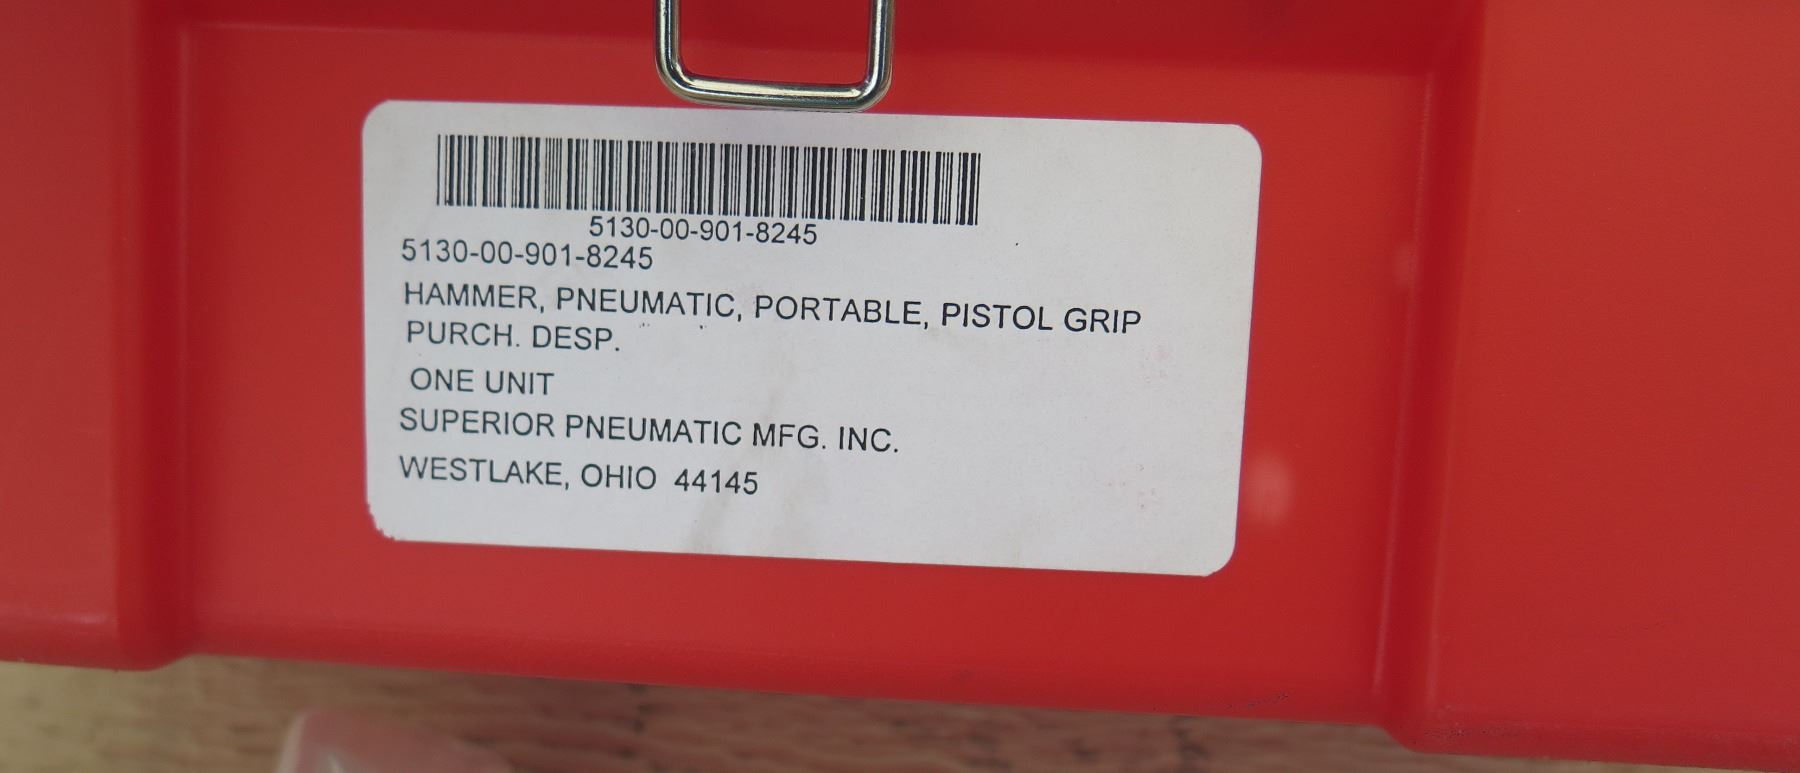 5130-00-901-8245
5130-00-901-8245
HAMMER, PNEUMATIC, PORTABLE, PISTOL GRIP
PURCH. DESP.
ONE UNIT
SUPERIOR PNEUMATIC MFG. INC.
WESTLAKE, OHIO 44145